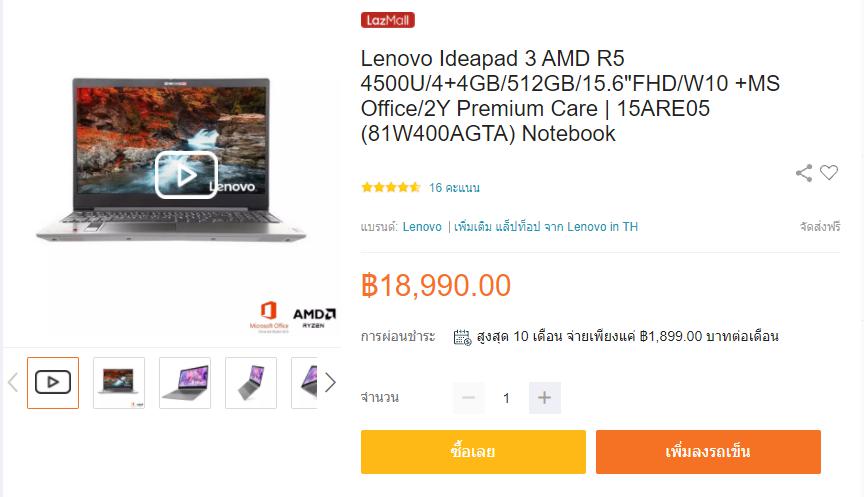 LazMall
Lenovo Ideapad 3 AMD R5
4500U/4+4GB/512GB/15.6"FHD/W10 +MS
Office/2Y Premium Care | 15ARE05
(81W400AGTA) Notebook
16 คะแนน
แบรนด์: Lenovo | เพิ่มเติม แล็ปท็อป จาก Lenovo in TH
จัดส่งฟรี
฿18,990.00
การผ่อนชำระ สูงสุด 10 เดือน จ่ายเพียงแค่ ฿1,899.00 บาทต่อเดือน
จำนวน − 1 +
ซื้อเลย เพิ่มลงรถเข็น
Lenovo
Microsoft Office
AMD
RYZEN